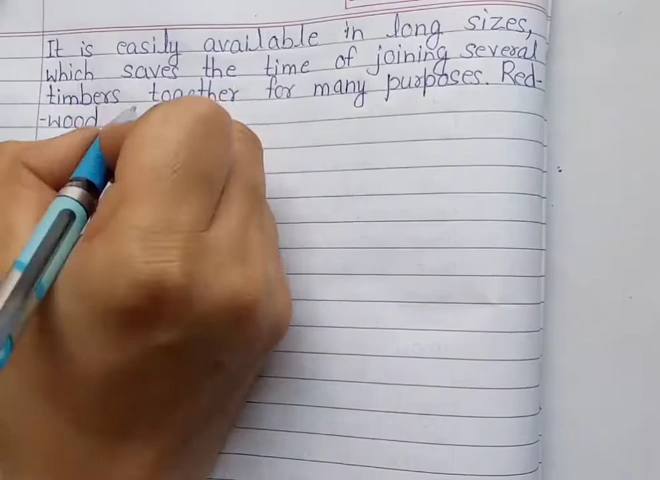 It is easily available in long sizes,
which saves the time of joining several
timbers together for many purposes. Red-
-wood